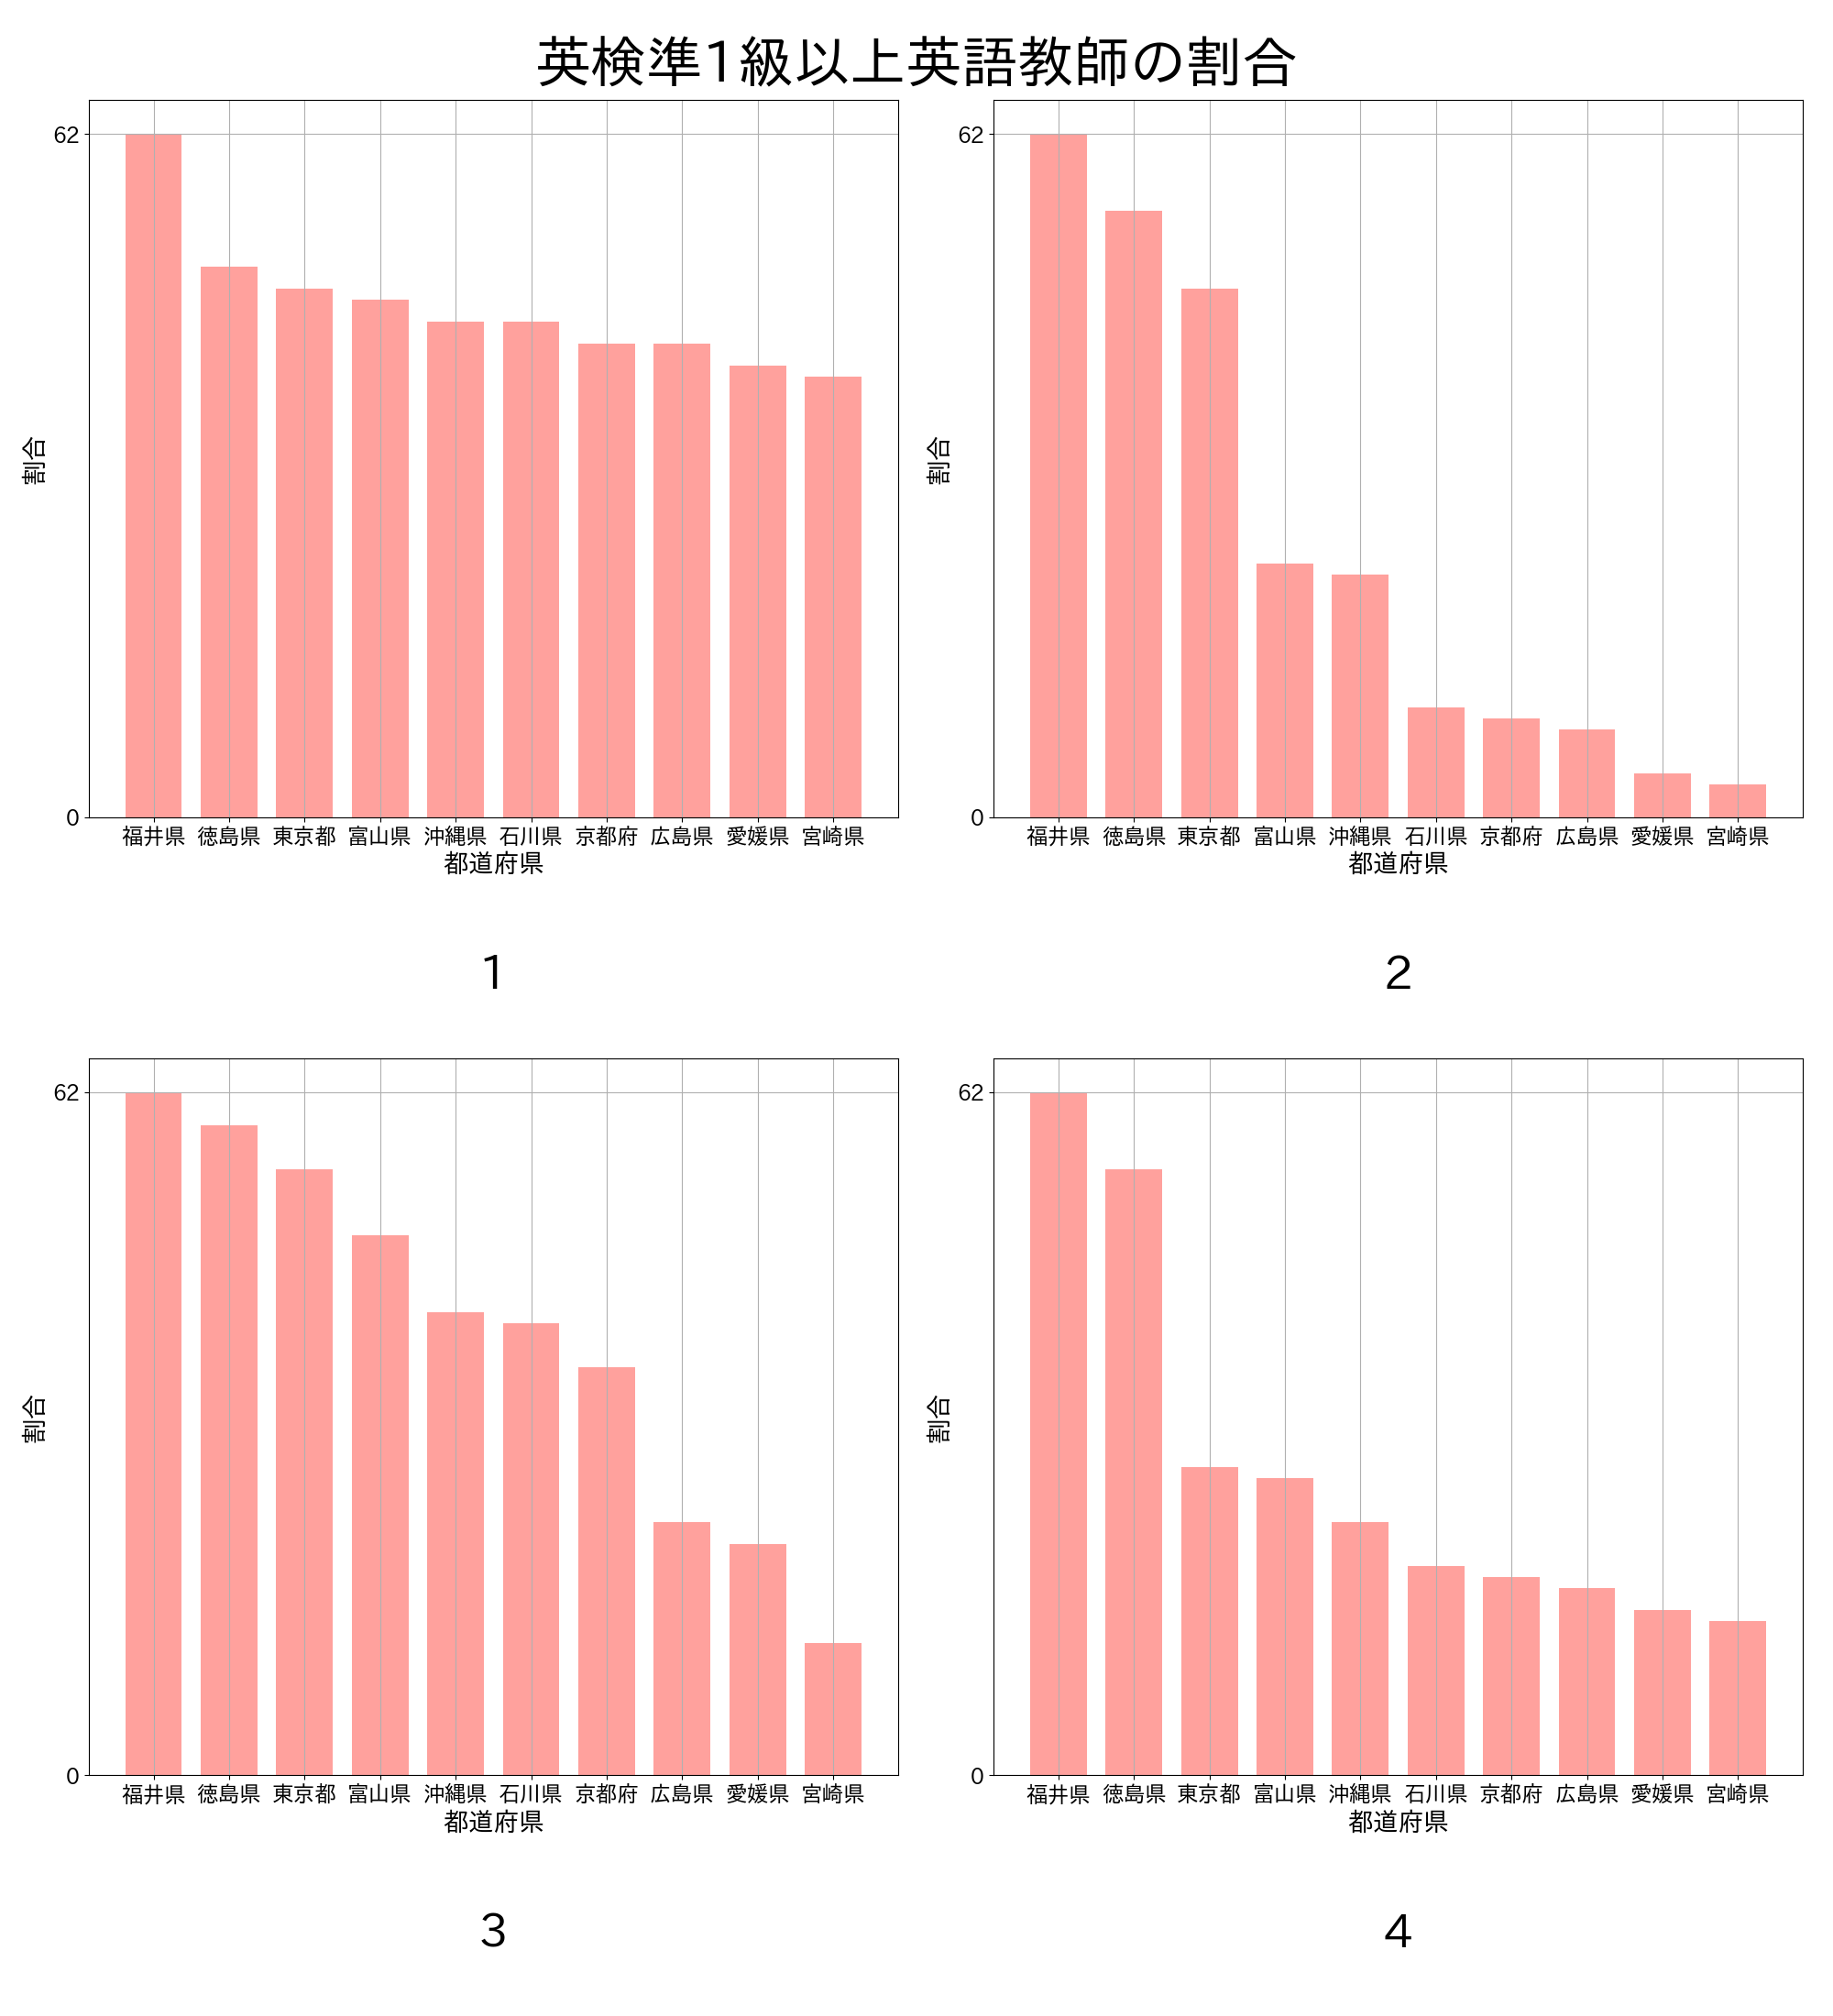 英検準1級以上英語教師の割合
62
0
割合
福井県 徳島県 東京都 富山県 沖縄県 石川県 京都府 広島県 愛媛県 宮崎県
都道府県
1
62
0
割合
福井県 徳島県 東京都 富山県 沖縄県 石川県 京都府 広島県 愛媛県 宮崎県
都道府県
2
62
0
割合
福井県 徳島県 東京都 富山県 沖縄県 石川県 京都府 広島県 愛媛県 宮崎県
都道府県
3
62
0
割合
福井県 徳島県 東京都 富山県 沖縄県 石川県 京都府 広島県 愛媛県 宮崎県
都道府県
4